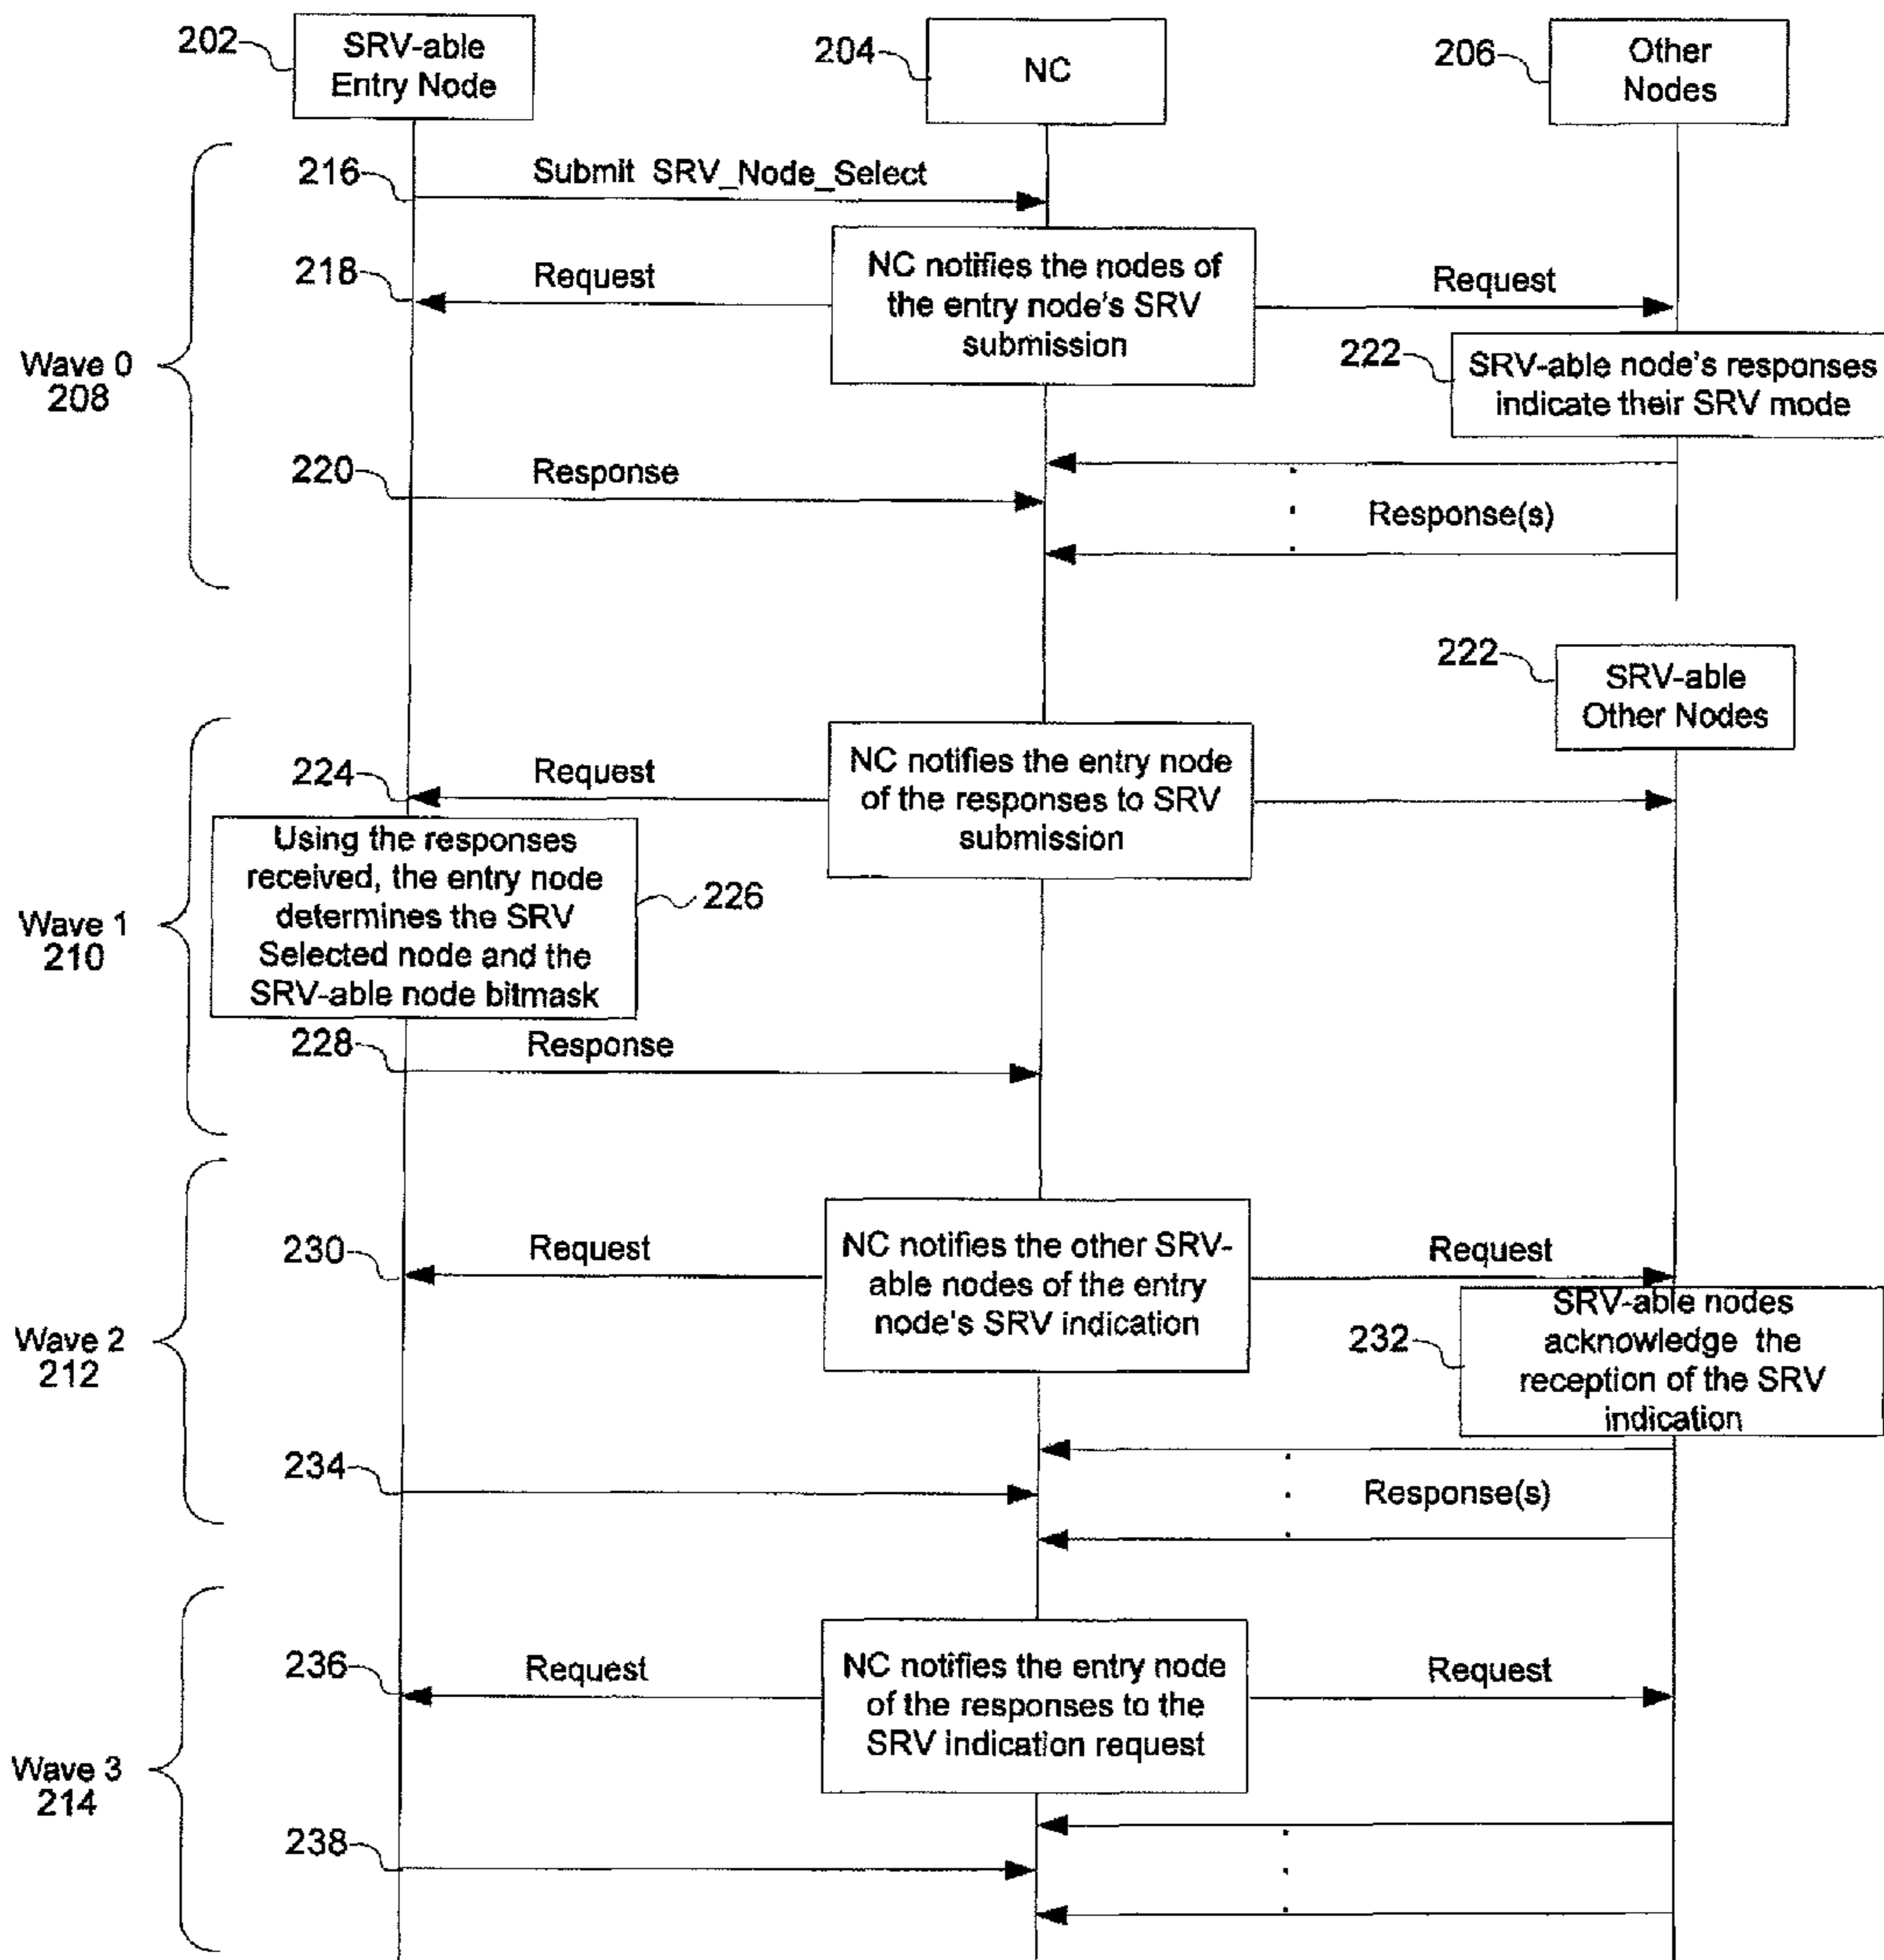 202
SRV-able
Entry Node
204
NC
206
Other
Nodes
216
Submit SRV_Node_Select
218
Request
NC notifies the nodes of
the entry node's SRV
submission
Request
Wave 0
208
222
SRV-able node's responses
indicate their SRV mode
220
Response
Response(s)
222
SRV-able
Other Nodes
224
Request
NC notifies the entry node
of the responses to SRV
submission
Wave 1
210
Using the responses
received, the entry node
determines the SRV
Selected node and the
SRV-able node bitmask
226
228
Response
230
Request
NC notifies the other SRV-
able nodes of the entry
node's SRV indication
Request
Wave 2
212
232
SRV-able nodes
acknowledge the
reception of the SRV
indication
234
Response(s)
236
Request
NC notifies the entry node
of the responses to the
SRV indication request
Request
Wave 3
214
238